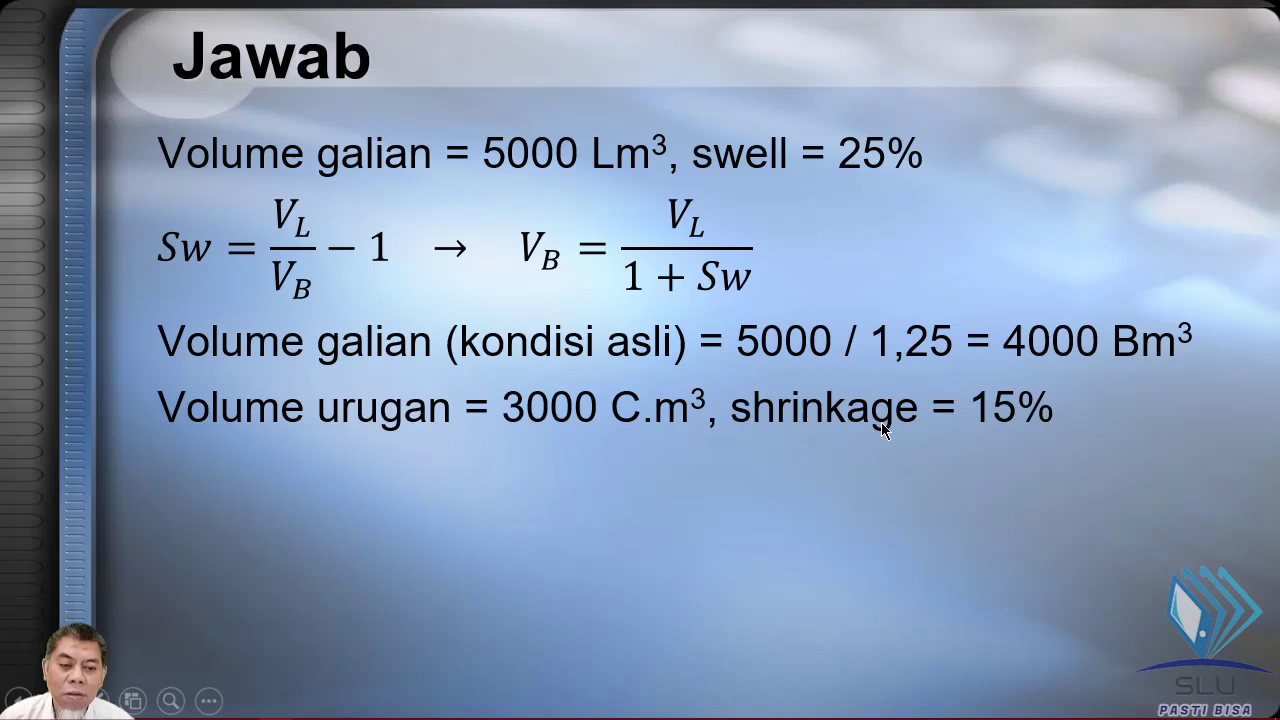 Jawab
Volume galian = 5000 Lm³, swell = 25%
Sw = V_L / V_B − 1 → V_B = V_L / (1 + Sw)
Volume galian (kondisi asli) = 5000 / 1,25 = 4000 Bm³
Volume urugan = 3000 C.m³, shrinkage = 15%
SLU
PASTI BISA